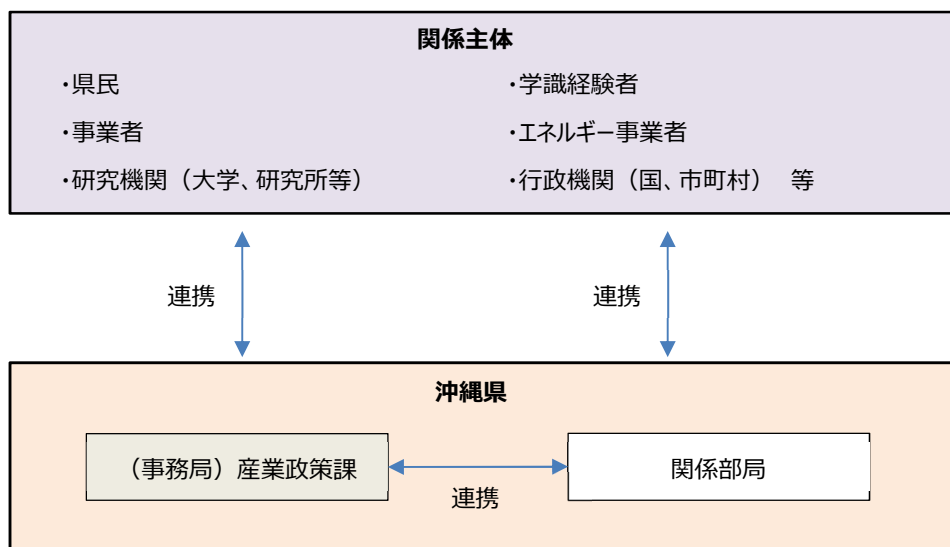 関係主体
・県民
・学識経験者
・事業者
・エネルギー事業者
・研究機関（大学、研究所等）
・行政機関（国、市町村） 等
連携
連携
沖縄県
（事務局）産業政策課
連携
関係部局